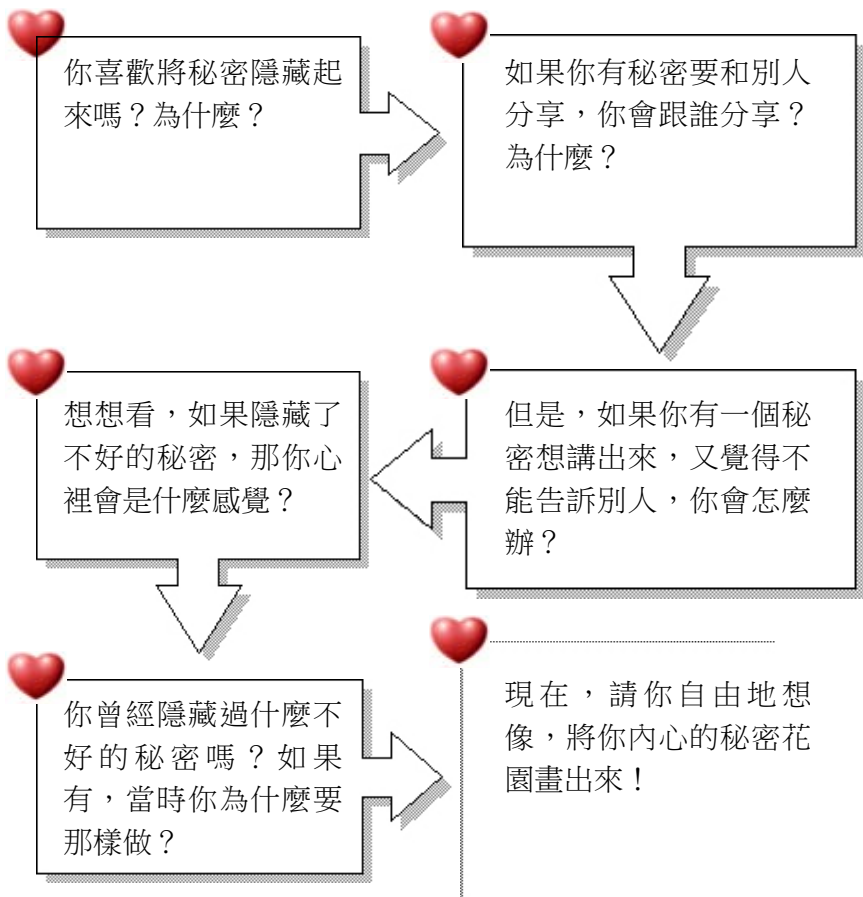 你喜歡將秘密隱藏起
來嗎？為什麼？
如果你有秘密要和別人
分享，你會跟誰分享？
為什麼？
但是，如果你有一個秘
密想講出來，又覺得不
能告訴別人，你會怎麼
辦？
想想看，如果隱藏了
不好的秘密，那你心
裡會是什麼感覺？
你曾經隱藏過什麼不
好的秘密嗎？如果
有，當時你為什麼要
那樣做？
現在，請你自由地想
像，將你內心的秘密花
園畫出來！